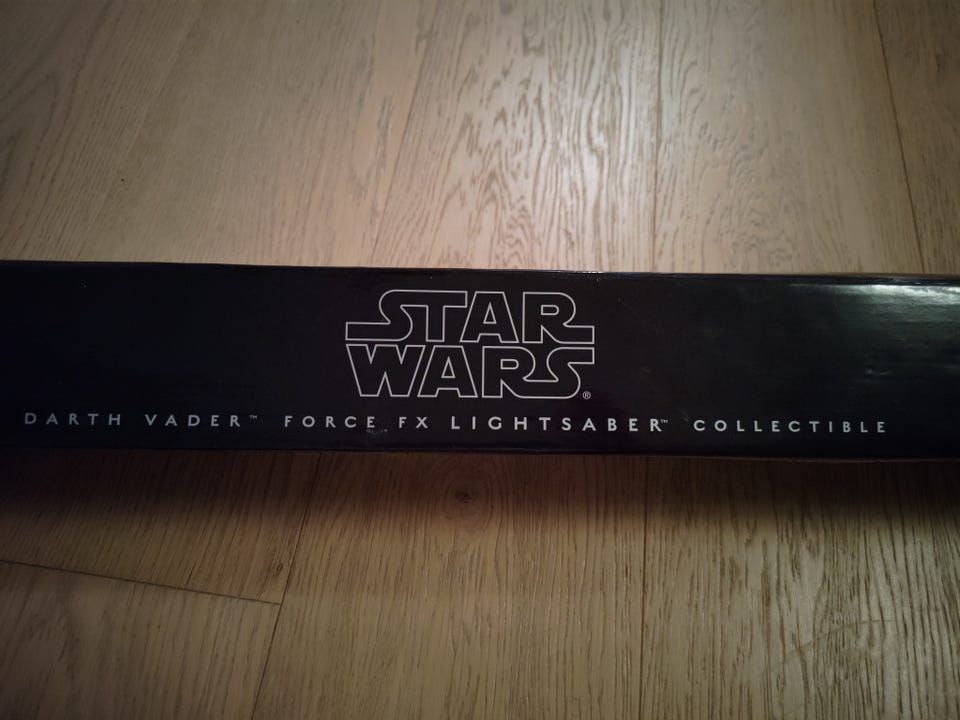 STAR
WARS®
DARTH VADER™ FORCE FX LIGHTSABER™ COLLECTIBLE